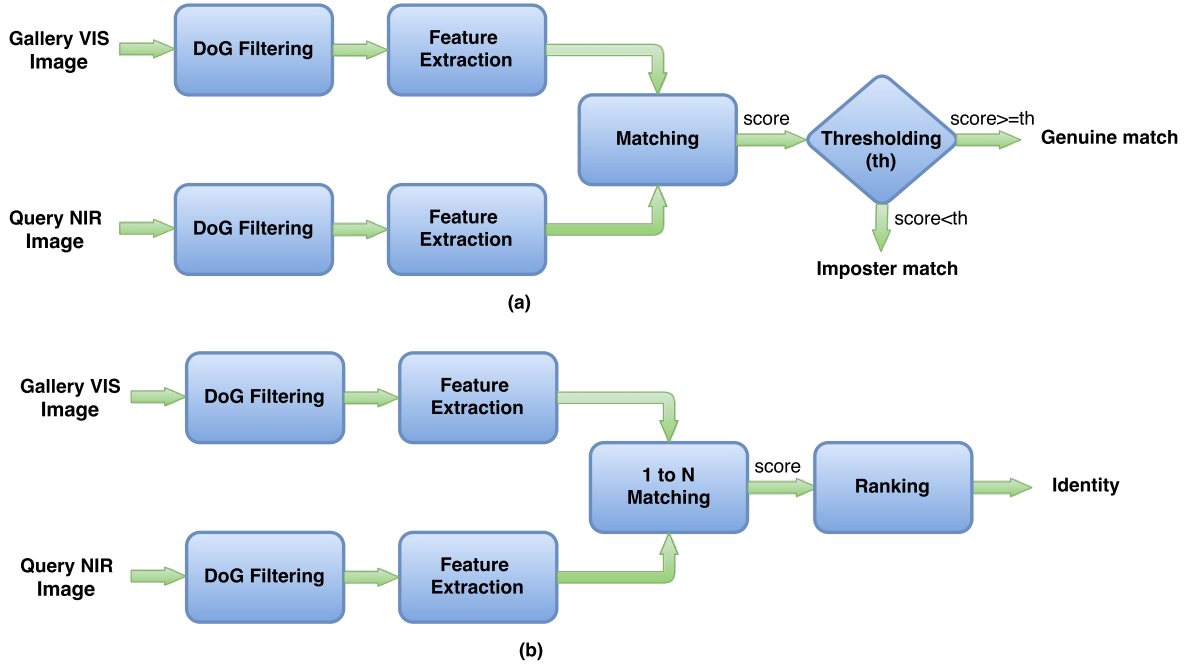 Gallery VIS
Image
DoG Filtering
Feature
Extraction
Matching
score
Thresholding
(th)
score>=th
Genuine match
score<th
Imposter match
Query NIR
Image
DoG Filtering
Feature
Extraction
(a)
Gallery VIS
Image
DoG Filtering
Feature
Extraction
1 to N
Matching
score
Ranking
Identity
Query NIR
Image
DoG Filtering
Feature
Extraction
(b)